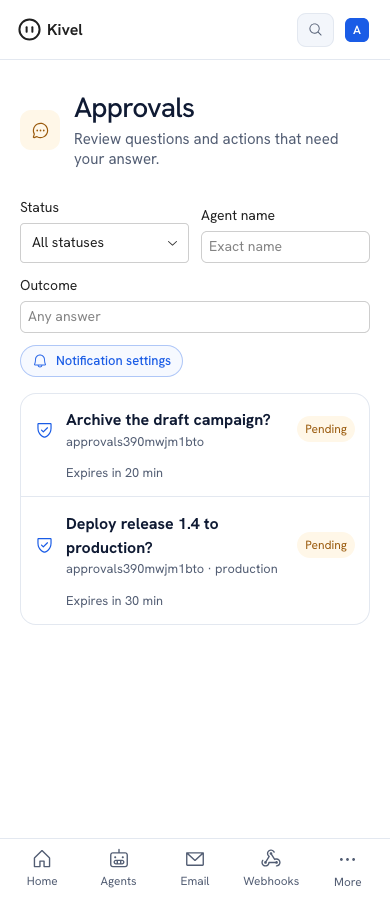 Kivel
A
Approvals
Review questions and actions that need
your answer.
Status
Agent name
All statuses
Exact name
Outcome
Any answer
Notification settings
Archive the draft campaign?
approvals390mwjm1bto
Pending
Expires in 20 min
Deploy release 1.4 to
production?
approvals390mwjm1bto · production
Pending
Expires in 30 min
Home
Agents
Email
Webhooks
More